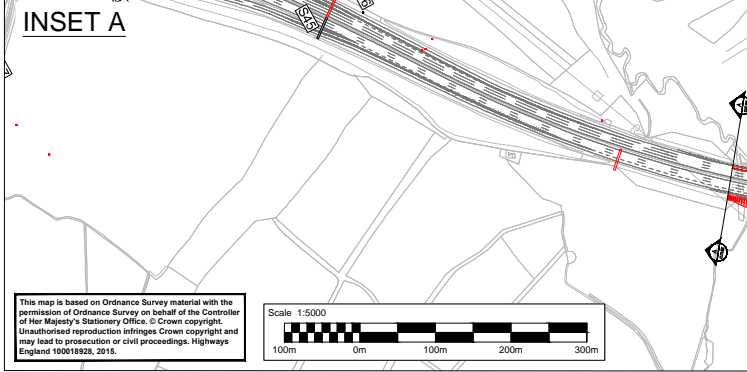 INSET A
S45
This map is based on Ordnance Survey material with the
permission of Ordnance Survey on behalf of the Controller
of Her Majesty's Stationery Office. © Crown copyright.
Unauthorised reproduction infringes Crown copyright and
may lead to prosecution or civil proceedings. Highways
England 100018928, 2015.
Scale 1:5000
100m 0m 100m 200m 300m